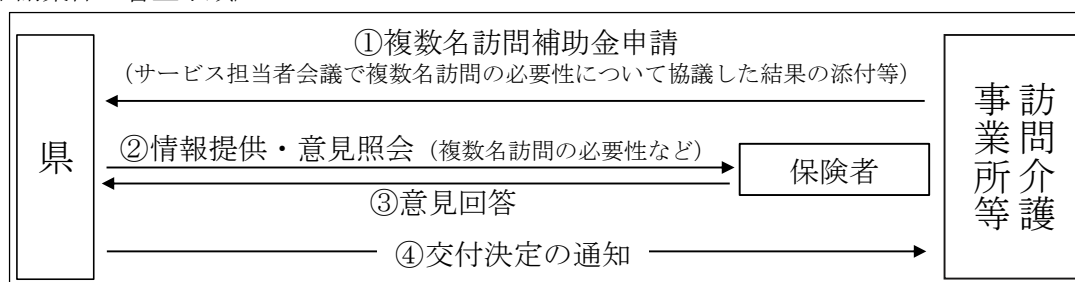 ①複数名訪問補助金申請
（サービス担当者会議で複数名訪問の必要性について協議した結果の添付等）
県
②情報提供・意見照会（複数名訪問の必要性など）
保険者
③意見回答
④交付決定の通知
訪問介護
事業所等